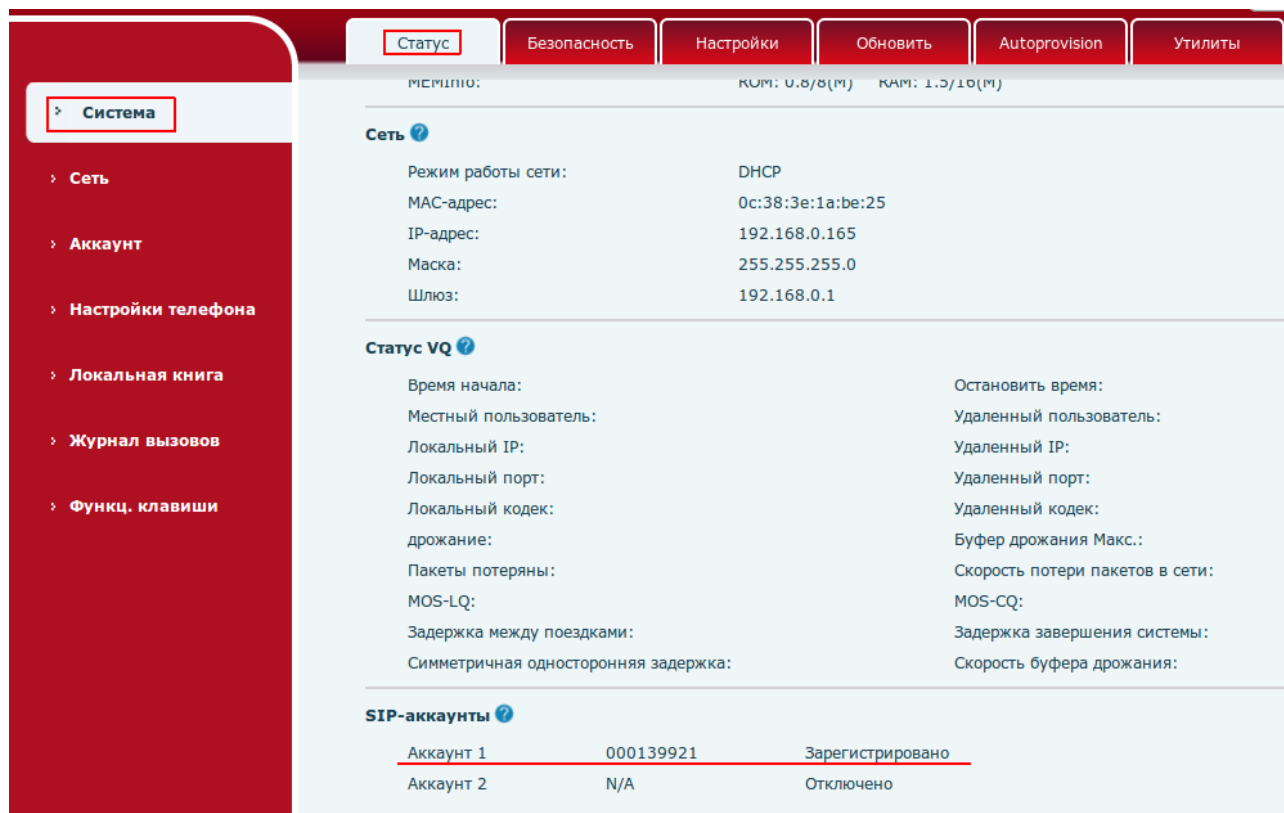 Статус Безопасность Настройки Обновить Autoprovision Утилиты
Система
Сеть
Аккаунт
Настройки телефона
Локальная книга
Журнал вызовов
Функц. клавиши
MEMInfo: ROM: 0.8/8(M) RAM: 1.5/16(M)
Сеть
Режим работы сети: DHCP
MAC-адрес: 0c:38:3e:1a:be:25
IP-адрес: 192.168.0.165
Маска: 255.255.255.0
Шлюз: 192.168.0.1
Статус VQ
Время начала: Остановить время:
Местный пользователь: Удаленный пользователь:
Локальный IP: Удаленный IP:
Локальный порт: Удаленный порт:
Локальный кодек: Удаленный кодек:
дрожание: Буфер дрожания Макс.:
Пакеты потеряны: Скорость потери пакетов в сети:
MOS-LQ: MOS-CQ:
Задержка между поездками: Задержка завершения системы:
Симметричная односторонняя задержка: Скорость буфера дрожания:
SIP-аккаунты
Аккаунт 1 000139921 Зарегистрировано
Аккаунт 2 N/A Отключено